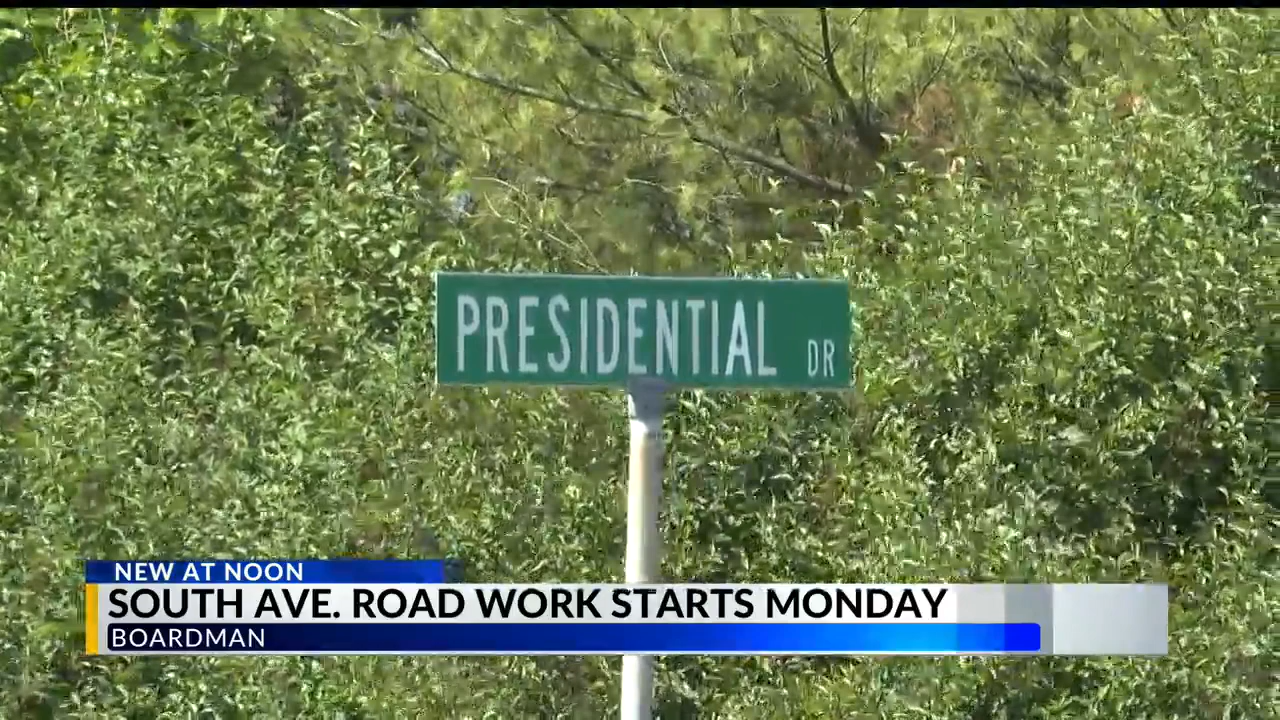 PRESIDENTIAL DR
NEW AT NOON
SOUTH AVE. ROAD WORK STARTS MONDAY
BOARDMAN